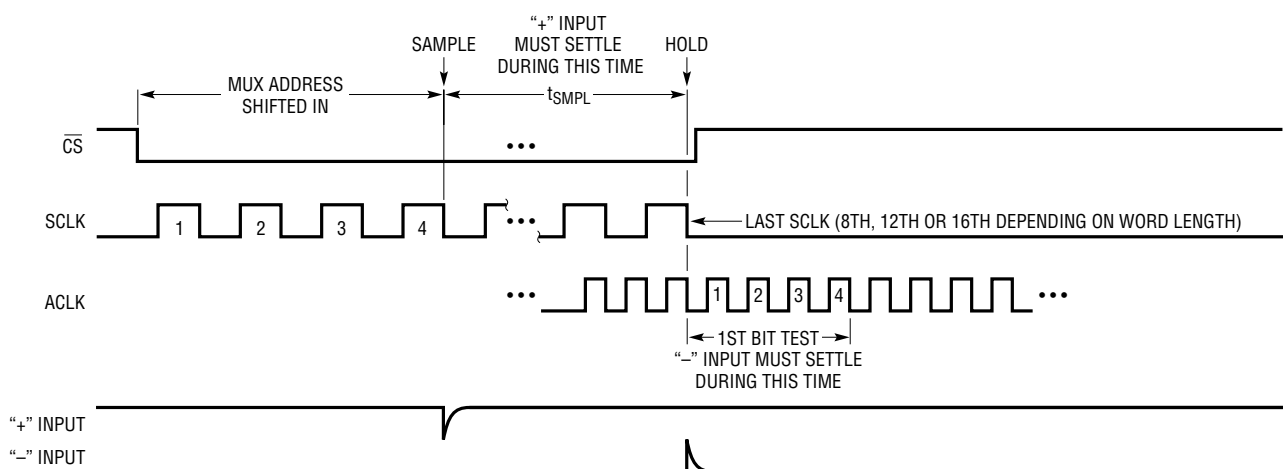 “+” INPUT
MUST SETTLE
DURING THIS TIME
SAMPLE
HOLD
MUX ADDRESS
SHIFTED IN
tSMPL
CS
•••
SCLK
1 2 3 4
•••
LAST SCLK (8TH, 12TH OR 16TH DEPENDING ON WORD LENGTH)
ACLK
•••
1 2 3 4
•••
1ST BIT TEST
“–” INPUT MUST SETTLE
DURING THIS TIME
“+” INPUT
“–” INPUT